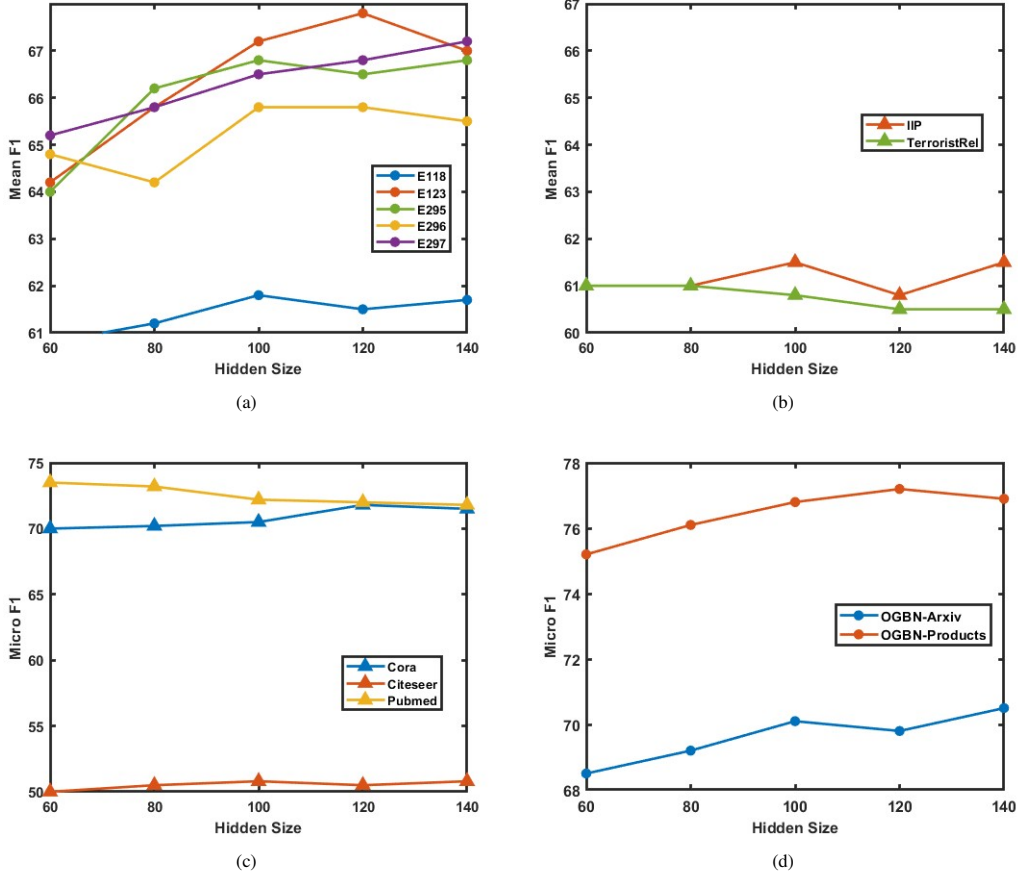 Mean F1
67
66
65
64
63
62
61
60
80
100
120
140
Hidden Size
E118
E123
E295
E296
E297
(a)
Mean F1
67
66
65
64
63
62
61
60
60
80
100
120
140
Hidden Size
IIP
TerroristRel
(b)
Micro F1
75
70
65
60
55
50
60
80
100
120
140
Hidden Size
Cora
Citeseer
Pubmed
(c)
Micro F1
78
76
74
72
70
68
60
80
100
120
140
Hidden Size
OGBN-Arxiv
OGBN-Products
(d)